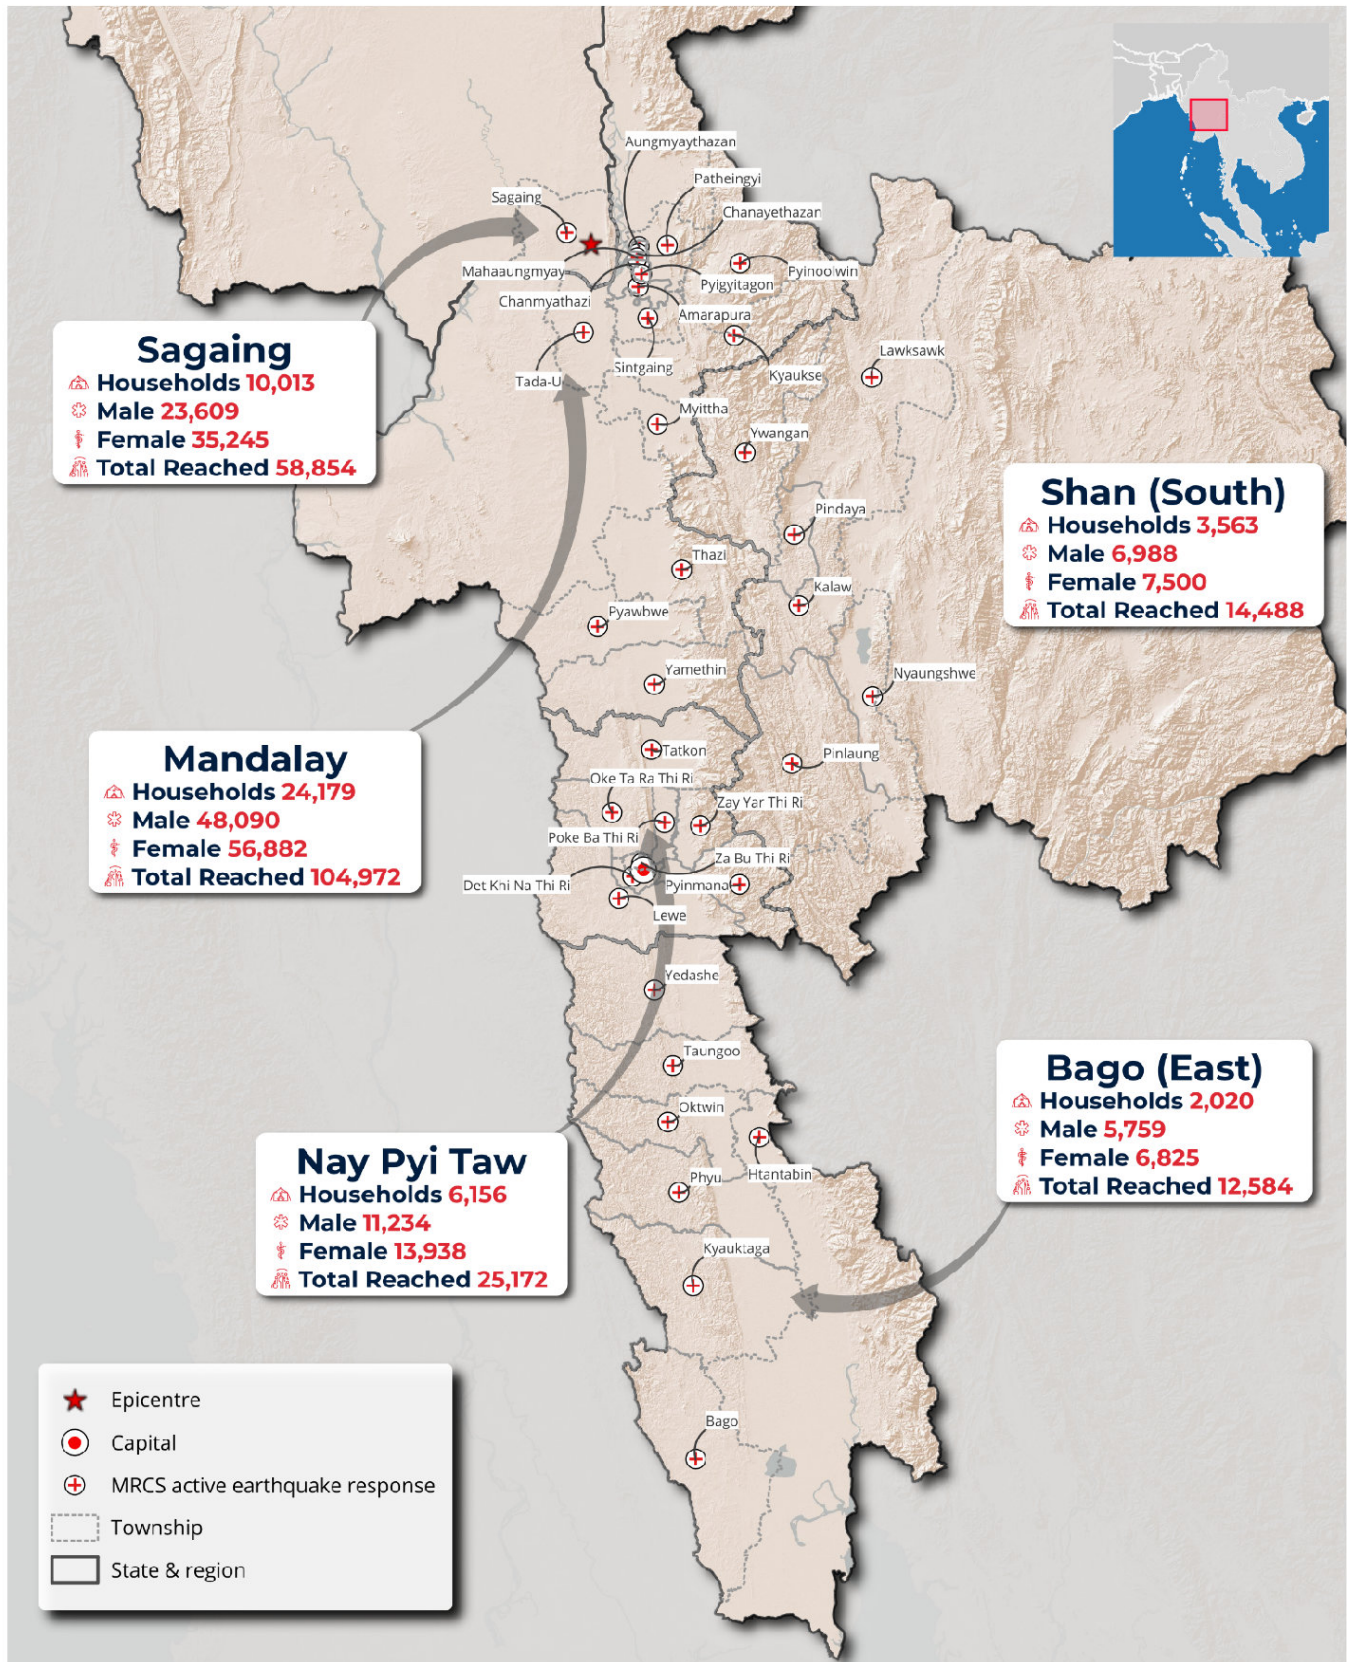 Aungmyaythazan
Patheingyi
Sagaing
Chanayethazan
Mahaaungmyay
Pyinoolwin
Pyigyitagon
Chanmyathazi
Amarapura
Sagaing
Households 10,013
Male 23,609
Female 35,245
Total Reached 58,854
Lawksawk
Sintgaing
Kyaukse
Tada-U
Myittha
Ywangan
Shan (South)
Households 3,563
Male 6,988
Female 7,500
Total Reached 14,488
Pindaya
Thazi
Kalaw
Pyawbwe
Yamethin
Nyaungshwe
Mandalay
Households 24,179
Male 48,090
Female 56,882
Total Reached 104,972
Tatkon
Pinlaung
Oke Ta Ra Thi Ri
Zay Yar Thi Ri
Poke Ba Thi Ri
Za Bu Thi Ri
Det Khi Na Thi Ri
Pyinmana
Lewe
Yedashe
Taungoo
Bago (East)
Households 2,020
Male 5,759
Female 6,825
Total Reached 12,584
Oktwin
Htantabin
Phyu
Nay Pyi Taw
Households 6,156
Male 11,234
Female 13,938
Total Reached 25,172
Kyauktaga
Bago
Epicentre
Capital
MRCS active earthquake response
Township
State & region